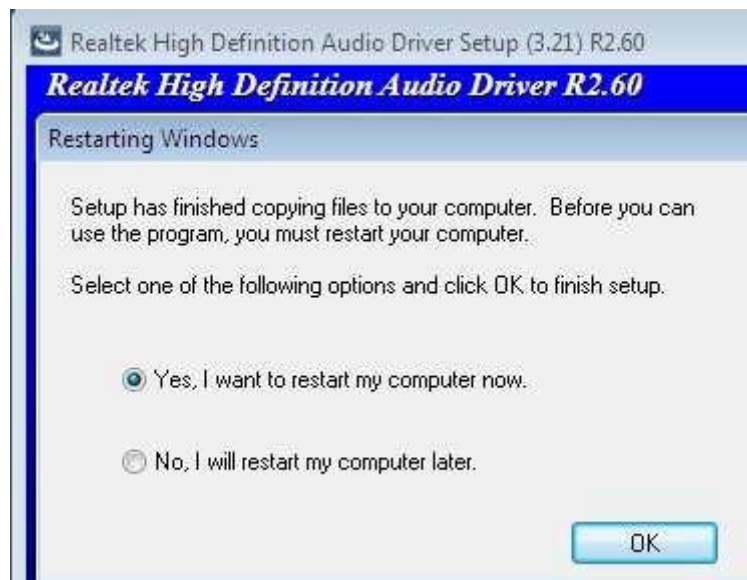 Realtek High Definition Audio Driver Setup (3.21) R2.60
Realtek High Definition Audio Driver R2.60
Restarting Windows
Setup has finished copying files to your computer. Before you can
use the program, you must restart your computer.
Select one of the following options and click OK to finish setup.
Yes, I want to restart my computer now.
No, I will restart my computer later.
OK